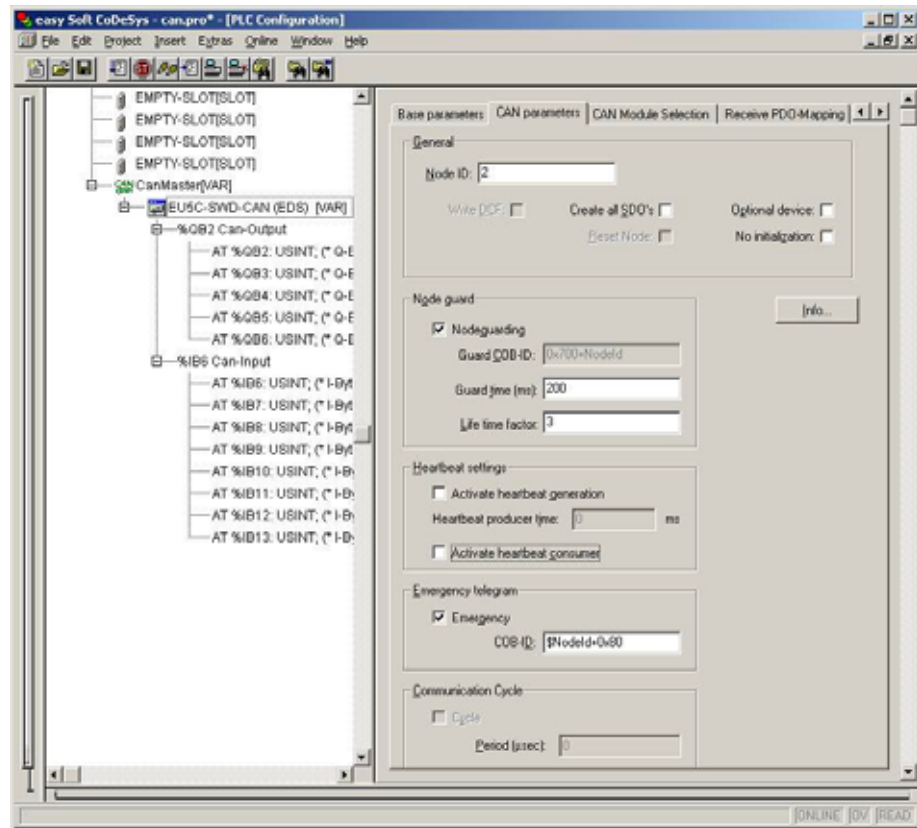 easy Soft CoDeSys - can.pro* - [PLC Configuration]
File Edit Project Insert Extras Online Window Help
EMPTY-SLOT[SLOT]
EMPTY-SLOT[SLOT]
EMPTY-SLOT[SLOT]
EMPTY-SLOT[SLOT]
CanMaster[VAR]
EU5C-SWD-CAN (EDS) [VAR]
%QB2 Can-Output
AT %QB2: USINT; (* Q-
AT %QB3: USINT; (* Q-
AT %QB4: USINT; (* Q-
AT %QB5: USINT; (* Q-
AT %QB6: USINT; (* Q-
%IB6 Can-Input
AT %IB6: USINT; (* I-Byt
AT %IB7: USINT; (* I-Byt
AT %IB8: USINT; (* I-Byt
AT %IB9: USINT; (* I-Byt
AT %IB10: USINT; (* I-By
AT %IB11: USINT; (* I-By
AT %IB12: USINT; (* I-By
AT %IB13: USINT; (* I-By
Base parameters CAN parameters CAN Module Selection Receive PDO-Mapping
General
Node ID: 2
Write DCF: Create all SDO's Optional device:
Reset Node: No initialization:
Node guard
Info...
Nodeguarding
Guard COB-ID: 0x700+NodeId
Guard time (ms): 200
Life time factor: 3
Heartbeat settings
Activate heartbeat generation
Heartbeat producer time: 0 ms
Activate heartbeat consumer
Emergency telegram
Emergency
COB-ID: $NodeId+0x80
Communication Cycle
Cycle
Period (µsec): 0
ONLINE OV READ